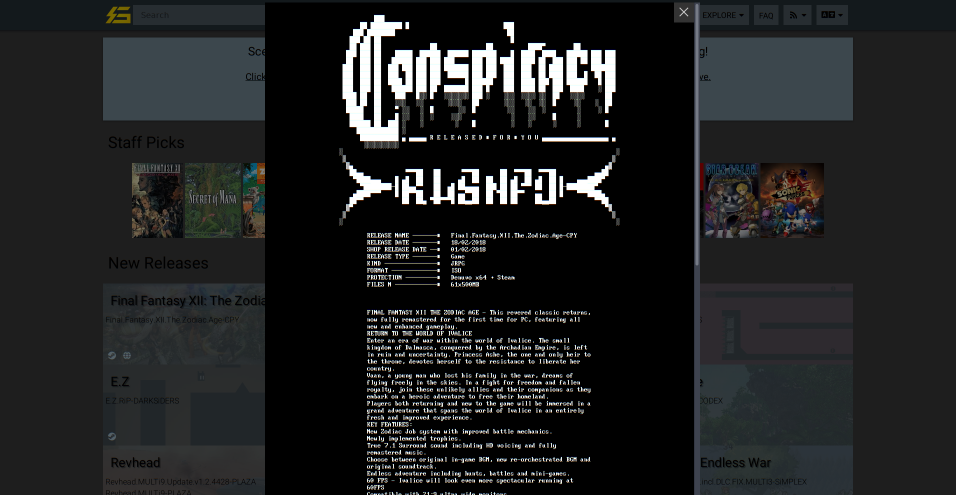 Search
EXPLORE
FAQ
Sce
g!
Click
ve.
Staff Picks
FINAL FANTASY XII
SECRET of MANA
SONIC
New Releases
Final Fantasy XII: The Zodia
Final.Fantasy.XII.The.Zodiac.Age-CPY
E.Z
E.Z.RIP-DARKSiDERS
Revhead
Revhead MULTi9 Update v1.2.4428-PLAZA
Revhead MULTi9-PLAZA
e
CODEX
Endless War
incl.DLC.FIX.MULTi5-SIMPLEX
Conspiracy
RELEASED FOR YOU
RLSNFO
RELEASE NAME Final.Fantasy.XII.The.Zodiac.Age-CPY
RELEASE DATE 18/02/2018
SHOP RELEASE DATE 01/02/2018
RELEASE TYPE Game
KIND JRPG
FORMAT ISO
PROTECTION Denuvo x64 + Steam
FILES N 61x500MB
FINAL FANTASY XII THE ZODIAC AGE - This revered classic returns,
now fully remastered for the first time for PC, featuring all
new and enhanced gameplay.
RETURN TO THE WORLD OF IVALICE
Enter an era of war within the world of Ivalice. The small
kingdom of Dalmasca, conquered by the Archadian Empire, is left
in ruin and uncertainty. Princess Ashe, the one and only heir to
the throne, devotes herself to the resistance to liberate her
country.
Vaan, a young man who lost his family in the war, dreams of
flying freely in the skies. In a fight for freedom and fallen
royalty, join these unlikely allies and their companions as they
embark on a heroic adventure to free their homeland.
Players both returning and new to the game will be immersed in a
grand adventure that spans the world of Ivalice in an entirely
fresh and improved experience.
KEY FEATURES:
New Zodiac Job system with improved battle mechanics.
Newly implemented trophies.
True 7.1 Surround sound including HD voicing and fully
remastered music.
Choose between original in-game BGM, new re-orchestrated BGM and
original soundtrack.
Endless adventure including hunts, battles and mini-games.
60 FPS - Ivalice will look even more spectacular running at
60FPS
Compatible with 21:9 ultra-wide monitors